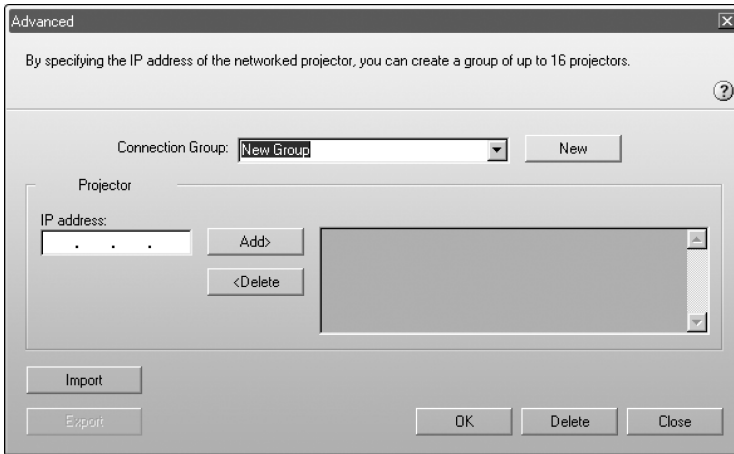 Advanced
By specifying the IP address of the networked projector, you can create a group of up to 16 projectors.
?
Connection Group: New Group New
Projector
IP address:
. . .
Add>
<Delete
Import
Export OK Delete Close